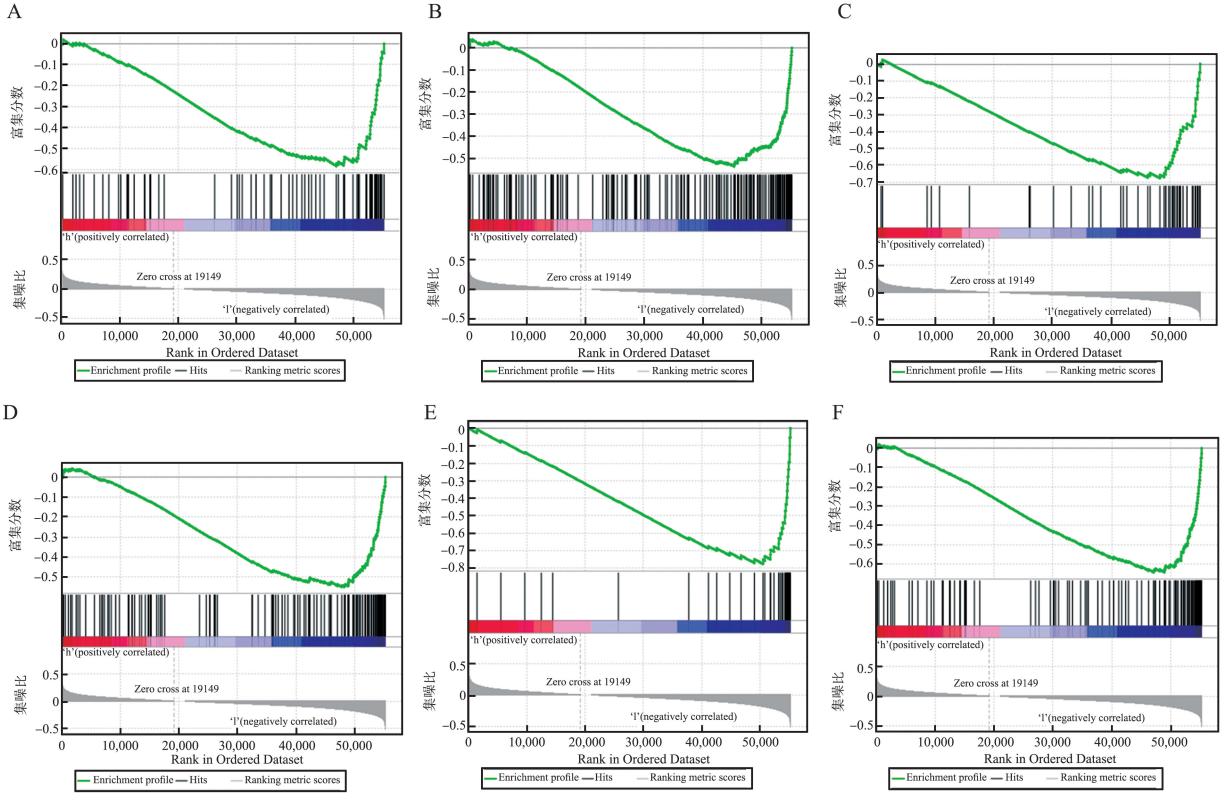 A
0
−0.1
−0.2
−0.3
−0.4
−0.5
−0.6
富集分数
'h'(positively correlated)
0.5
0
−0.5
集噪比
Zero cross at 19149
'l'(negatively correlated)
0 10,000 20,000 30,000 40,000 50,000
Rank in Ordered Dataset
Enrichment profile Hits Ranking metric scores
B
0
−0.1
−0.2
−0.3
−0.4
−0.5
富集分数
'h'(positively correlated)
0.5
0
−0.5
集噪比
Zero cross at 19149
'l'(negatively correlated)
0 10,000 20,000 30,000 40,000 50,000
Rank in Ordered Dataset
Enrichment profile Hits Ranking metric scores
C
0
−0.1
−0.2
−0.3
−0.4
−0.5
−0.6
−0.7
富集分数
'h'(positively correlated)
0.5
0
−0.5
集噪比
Zero cross at 19149
'l'(negatively correlated)
0 10,000 20,000 30,000 40,000 50,000
Rank in Ordered Dataset
Enrichment profile Hits Ranking metric scores
D
0
−0.1
−0.2
−0.3
−0.4
−0.5
富集分数
'h'(positively correlated)
0.5
0
−0.5
集噪比
Zero cross at 19149
'l'(negatively correlated)
0 10,000 20,000 30,000 40,000 50,000
Rank in Ordered Dataset
Enrichment profile Hits Ranking metric scores
E
0
−0.1
−0.2
−0.3
−0.4
−0.5
−0.6
−0.7
−0.8
富集分数
'h'(positively correlated)
0.5
0
−0.5
集噪比
Zero cross at 19149
'l'(negatively correlated)
0 10,000 20,000 30,000 40,000 50,000
Rank in Ordered Dataset
Enrichment profile Hits Ranking metric scores
F
0
−0.1
−0.2
−0.3
−0.4
−0.5
−0.6
富集分数
'h'(positively correlated)
0.5
0
−0.5
集噪比
Zero cross at 19149
'l'(negatively correlated)
0 10,000 20,000 30,000 40,000 50,000
Rank in Ordered Dataset
Enrichment profile Hits Ranking metric scores